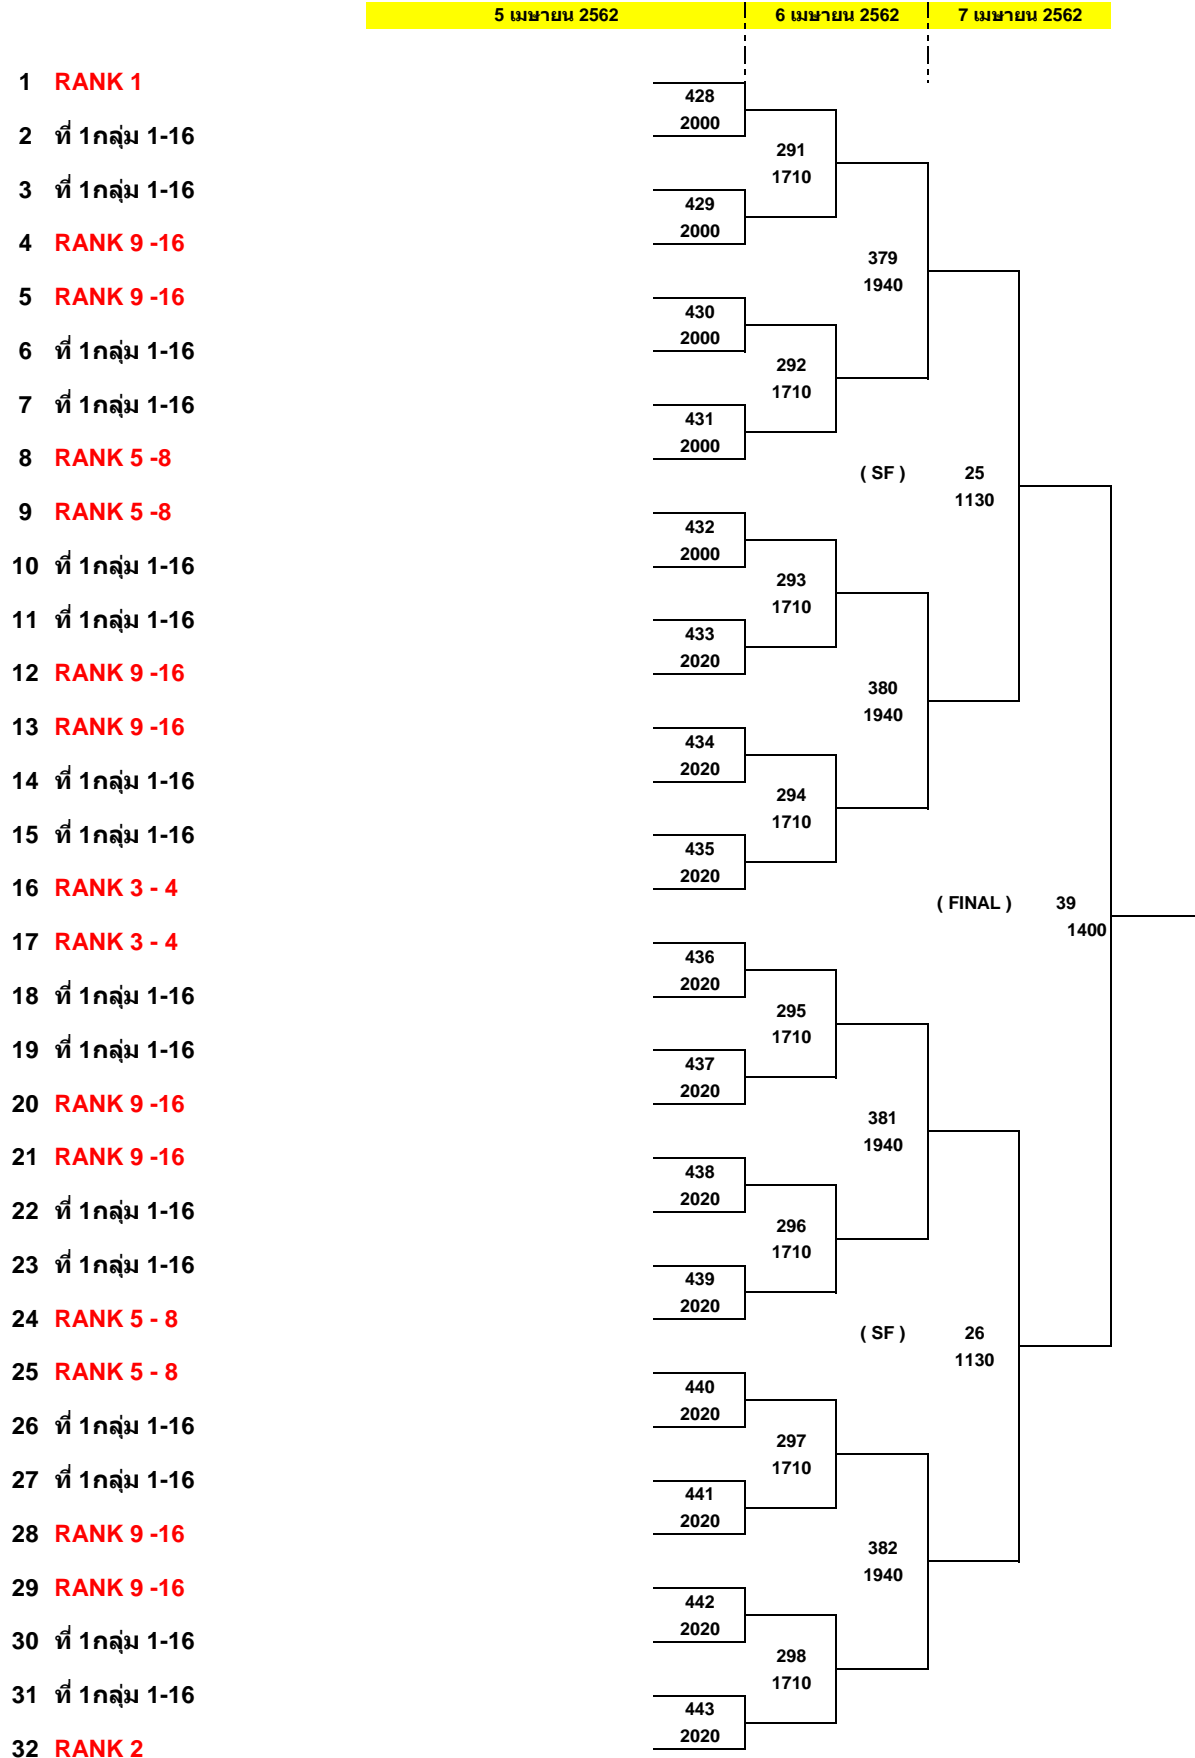 5 เมษายน 2562 6 เมษายน 2562 7 เมษายน 2562
1 RANK 1
428
2 ที่ 1กลุ่ม 1-16 2000
291
3 ที่ 1กลุ่ม 1-16 1710
429
4 RANK 9 -16 2000
379
5 RANK 9 -16 1940
430
6 ที่ 1กลุ่ม 1-16 2000
292
7 ที่ 1กลุ่ม 1-16 1710
431
8 RANK 5 -8 2000
( SF ) 25
9 RANK 5 -8 1130
432
10 ที่ 1กลุ่ม 1-16 2000
293
11 ที่ 1กลุ่ม 1-16 1710
433
12 RANK 9 -16 2020
380
13 RANK 9 -16 1940
434
14 ที่ 1กลุ่ม 1-16 2020
294
15 ที่ 1กลุ่ม 1-16 1710
435
16 RANK 3 - 4 2020
( FINAL ) 39
17 RANK 3 - 4 1400
436
18 ที่ 1กลุ่ม 1-16 2020
295
19 ที่ 1กลุ่ม 1-16 1710
437
20 RANK 9 -16 2020
381
21 RANK 9 -16 1940
438
22 ที่ 1กลุ่ม 1-16 2020
296
23 ที่ 1กลุ่ม 1-16 1710
439
24 RANK 5 - 8 2020
( SF ) 26
25 RANK 5 - 8 1130
440
26 ที่ 1กลุ่ม 1-16 2020
297
27 ที่ 1กลุ่ม 1-16 1710
441
28 RANK 9 -16 2020
382
29 RANK 9 -16 1940
442
30 ที่ 1กลุ่ม 1-16 2020
298
31 ที่ 1กลุ่ม 1-16 1710
443
32 RANK 2 2020